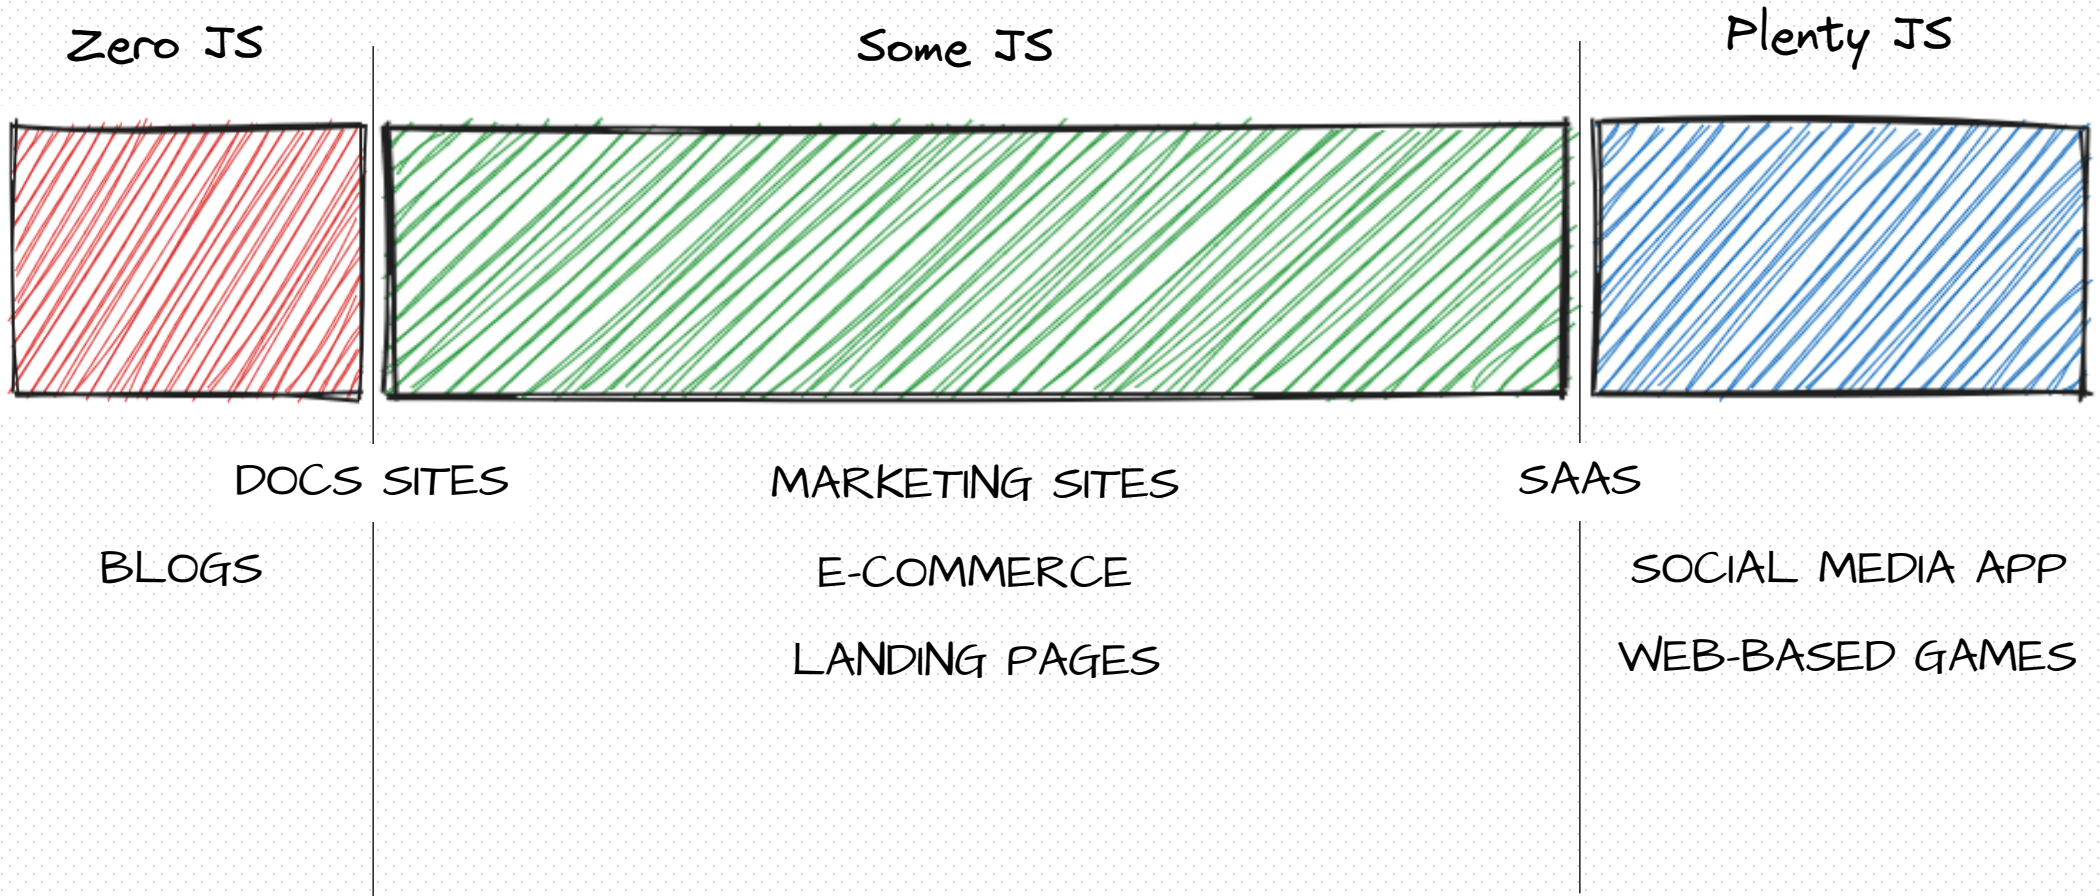 Zero JS
Some JS
Plenty JS
DOCS SITES
MARKETING SITES
SAAS
BLOGS
E-COMMERCE
SOCIAL MEDIA APP
LANDING PAGES
WEB-BASED GAMES